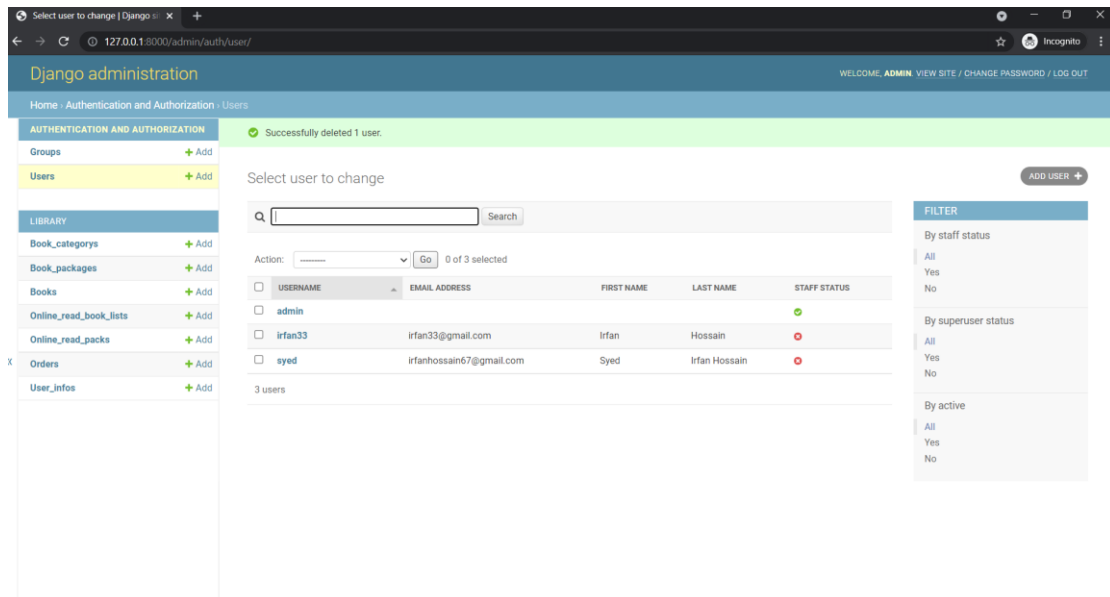 Select user to change | Django si
127.0.0.1:8000/admin/auth/user/
Incognito
Django administration
WELCOME, ADMIN. VIEW SITE / CHANGE PASSWORD / LOG OUT
Home › Authentication and Authorization › Users
AUTHENTICATION AND AUTHORIZATION
Groups + Add
Users + Add
LIBRARY
Book_categorys + Add
Book_packages + Add
Books + Add
Online_read_book_lists + Add
Online_read_packs + Add
Orders + Add
User_infos + Add
Successfully deleted 1 user.
Select user to change
ADD USER +
Search
Action: --------- Go 0 of 3 selected
USERNAME EMAIL ADDRESS FIRST NAME LAST NAME STAFF STATUS
admin
irfan33 irfan33@gmail.com Irfan Hossain
syed irfanhossain67@gmail.com Syed Irfan Hossain
3 users
FILTER
By staff status
All
Yes
No
By superuser status
All
Yes
No
By active
All
Yes
No